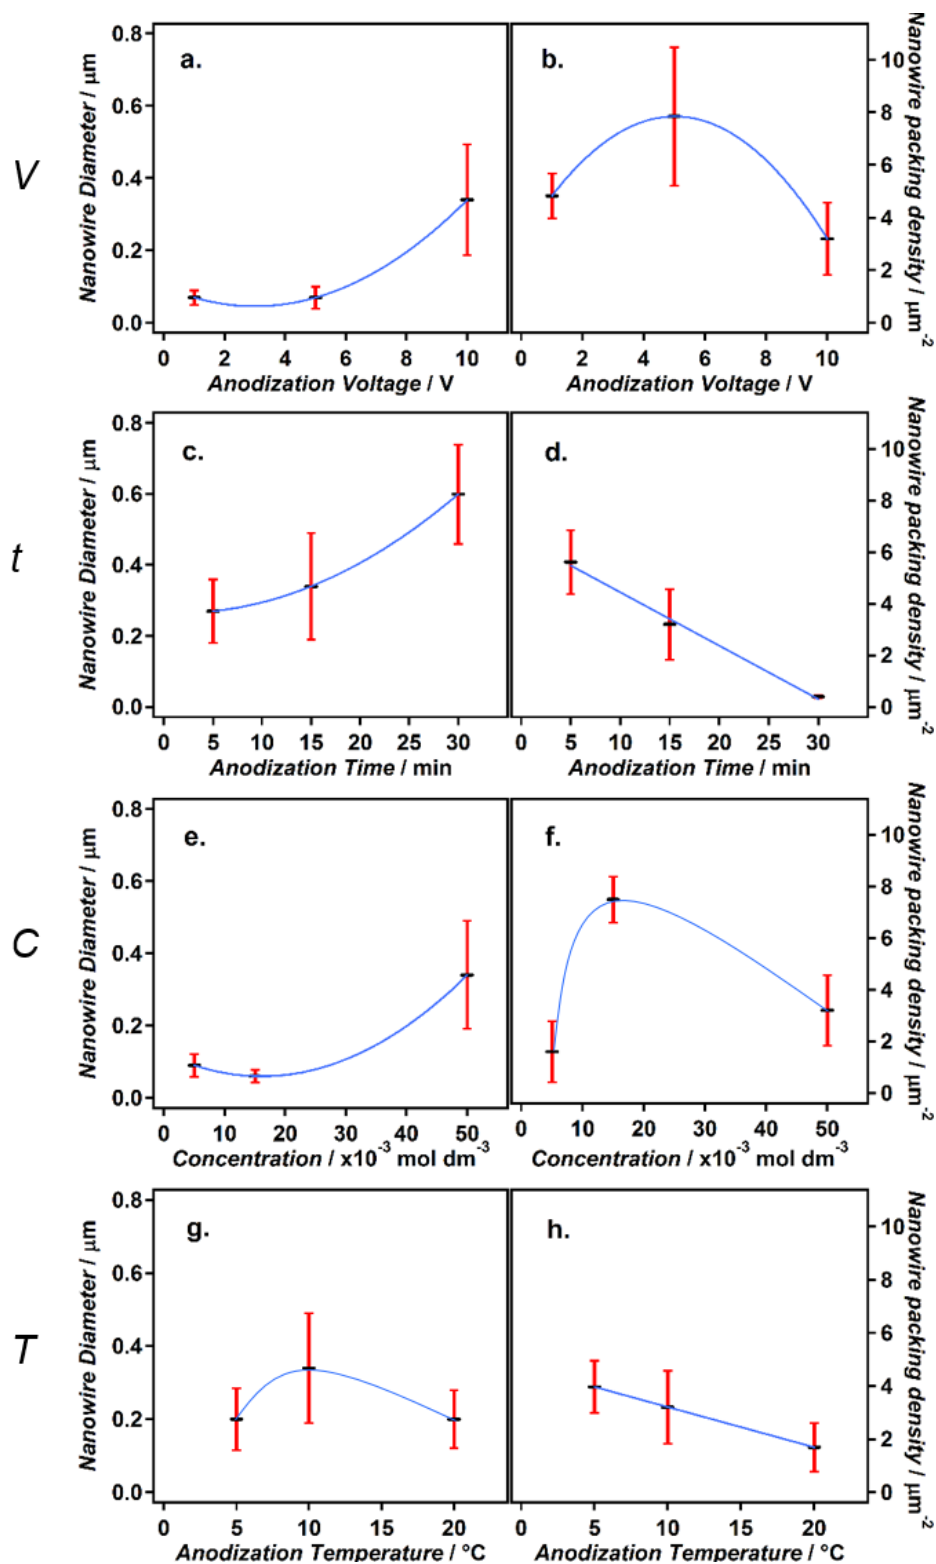 V
Nanowire Diameter / μm
0.8
0.6
0.4
0.2
0.0
a.
0 2 4 6 8 10
Anodization Voltage / V
b.
0 2 4 6 8 10
Anodization Voltage / V
10
8
6
4
2
0
Nanowire packing density / μm-2
t
Nanowire Diameter / μm
0.8
0.6
0.4
0.2
0.0
c.
0 5 10 15 20 25 30
Anodization Time / min
d.
0 5 10 15 20 25 30
Anodization Time / min
10
8
6
4
2
0
Nanowire packing density / μm-2
C
Nanowire Diameter / μm
0.8
0.6
0.4
0.2
0.0
e.
0 10 20 30 40 50
Concentration / x10-3 mol dm-3
f.
0 10 20 30 40 50
Concentration / x10-3 mol dm-3
10
8
6
4
2
0
Nanowire packing density / μm-2
T
Nanowire Diameter / μm
0.8
0.6
0.4
0.2
0.0
g.
0 5 10 15 20
Anodization Temperature / °C
h.
0 5 10 15 20
Anodization Temperature / °C
10
8
6
4
2
0
Nanowire packing density / μm-2